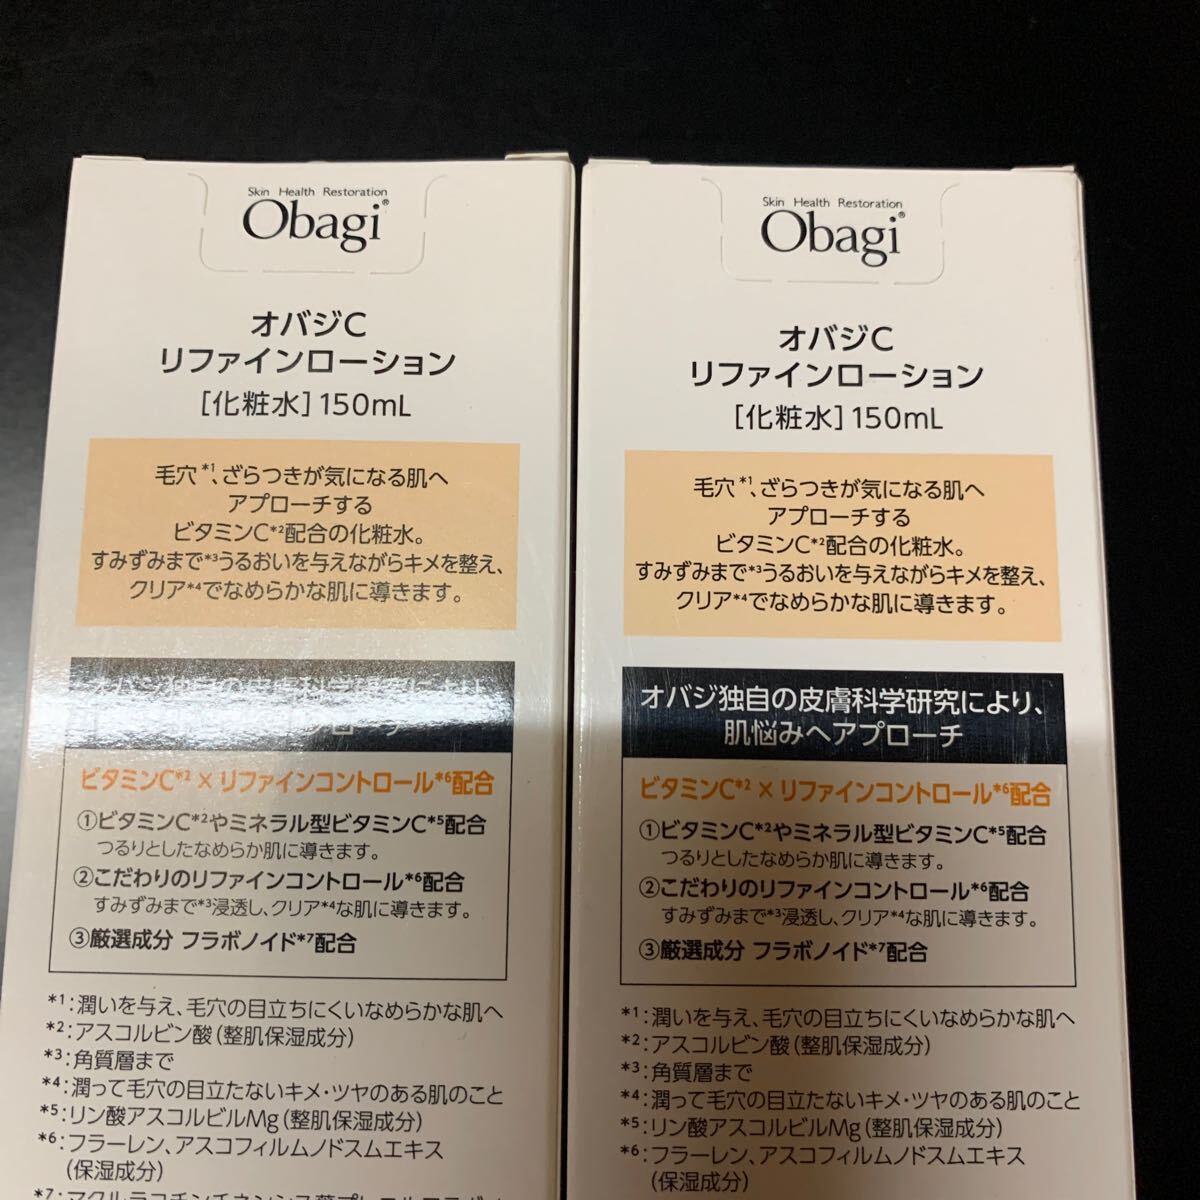 Skin Health Restoration
Obagi®
オバジC
リファインローション
[化粧水] 150mL
毛穴*1、ざらつきが気になる肌へ
アプローチする
ビタミンC*2配合の化粧水。
すみずみまで*3うるおいを与えながらキメを整え、
クリア*4でなめらかな肌に導きます。
オバジ独自の皮膚科学研究により、
ローチ
ビタミンC*2×リファインコントロール*6配合
①ビタミンC*2やミネラル型ビタミンC*5配合
つるりとしたなめらか肌に導きます。
②こだわりのリファインコントロール*6配合
すみずみまで*3浸透し、クリア*4な肌に導きます。
③厳選成分 フラボノイド*7配合
*1:潤いを与え、毛穴の目立ちにくいなめらかな肌へ
*2:アスコルビン酸(整肌保湿成分)
*3:角質層まで
*4:潤って毛穴の目立たないキメ・ツヤのある肌のこと
*5:リン酸アスコルビルMg(整肌保湿成分)
*6:フラーレン、アスコフィルムノドスムエキス
(保湿成分)
*7:
Skin Health Restoration
Obagi®
オバジC
リファインローション
[化粧水] 150mL
毛穴*1、ざらつきが気になる肌へ
アプローチする
ビタミンC*2配合の化粧水。
すみずみまで*3うるおいを与えながらキメを整え、
クリア*4でなめらかな肌に導きます。
オバジ独自の皮膚科学研究により、
肌悩みへアプローチ
ビタミンC*2×リファインコントロール*6配合
①ビタミンC*2やミネラル型ビタミンC*5配合
つるりとしたなめらか肌に導きます。
②こだわりのリファインコントロール*6配合
すみずみまで*3浸透し、クリア*4な肌に導きます。
③厳選成分 フラボノイド*7配合
*1:潤いを与え、毛穴の目立ちにくいなめらかな肌へ
*2:アスコルビン酸(整肌保湿成分)
*3:角質層まで
*4:潤って毛穴の目立たないキメ・ツヤのある肌のこと
*5:リン酸アスコルビルMg(整肌保湿成分)
*6:フラーレン、アスコフィルムノドスムエキス
(保湿成分)